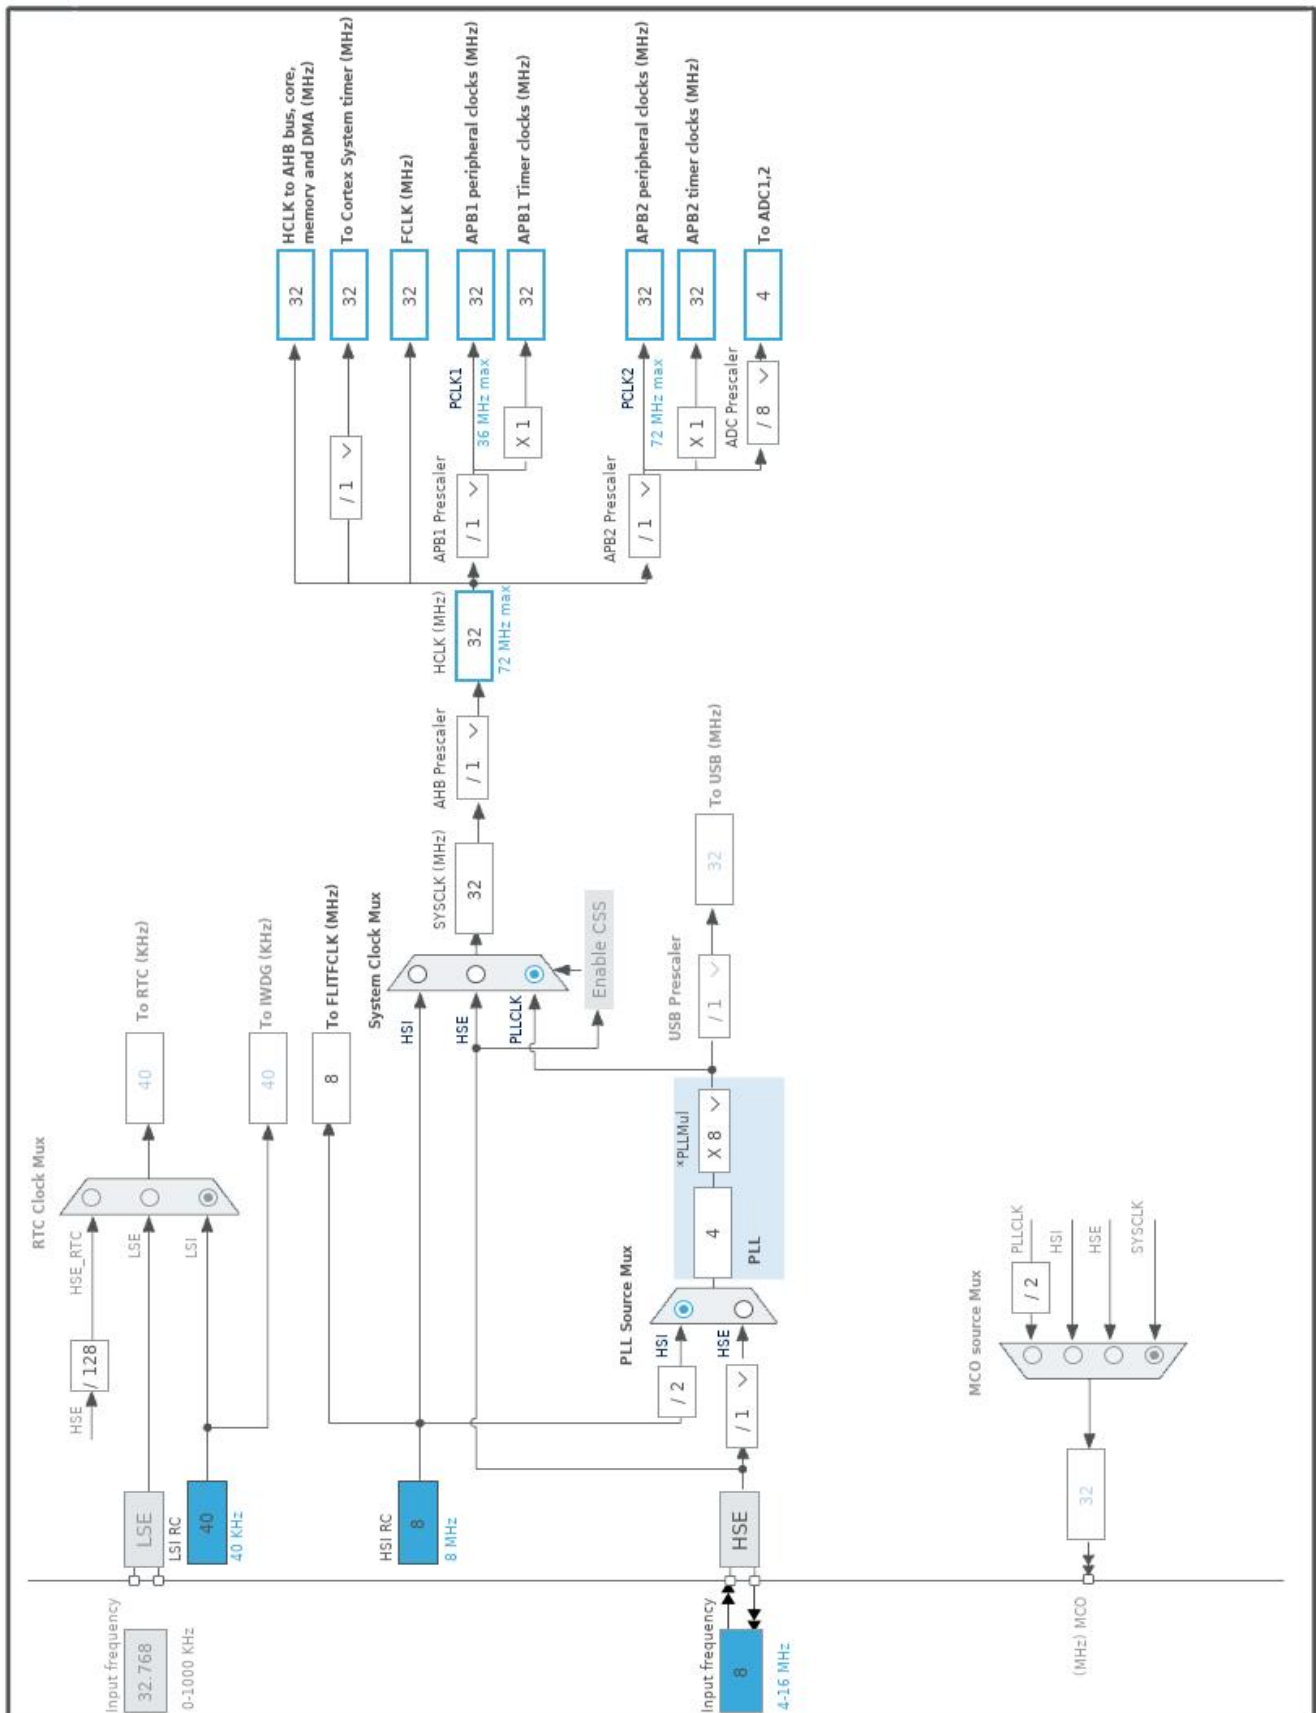 RTC Clock Mux
HSE
/ 128
HSE_RTC
LSE
LSI
40
To RTC (KHz)
Input frequency
32.768
0-1000 KHz
LSE
LSI RC
40
40 KHz
40
To IWDG (KHz)
8
To FLITFCLK (MHz)
HSI RC
8
8 MHz
System Clock Mux
HSI
HSE
PLLCLK
Enable CSS
SYSCLK (MHz)
32
AHB Prescaler
/ 1
HCLK (MHz)
32
72 MHz max
32
HCLK to AHB bus, core,
memory and DMA (MHz)
/ 1
32
To Cortex System timer (MHz)
32
FCLK (MHz)
APB1 Prescaler
/ 1
PCLK1
36 MHz max
32
APB1 peripheral clocks (MHz)
X 1
32
APB1 Timer clocks (MHz)
APB2 Prescaler
/ 1
PCLK2
72 MHz max
32
APB2 peripheral clocks (MHz)
X 1
32
APB2 timer clocks (MHz)
ADC Prescaler
/ 8
4
To ADC1,2
PLL Source Mux
HSI
/ 2
HSE
/ 1
Input frequency
8
4-16 MHz
HSE
4
*PLLMul
X 8
PLL
USB Prescaler
/ 1
32
To USB (MHz)
MCO source Mux
PLLCLK
/ 2
HSI
HSE
SYSCLK
32
(MHz) MCO